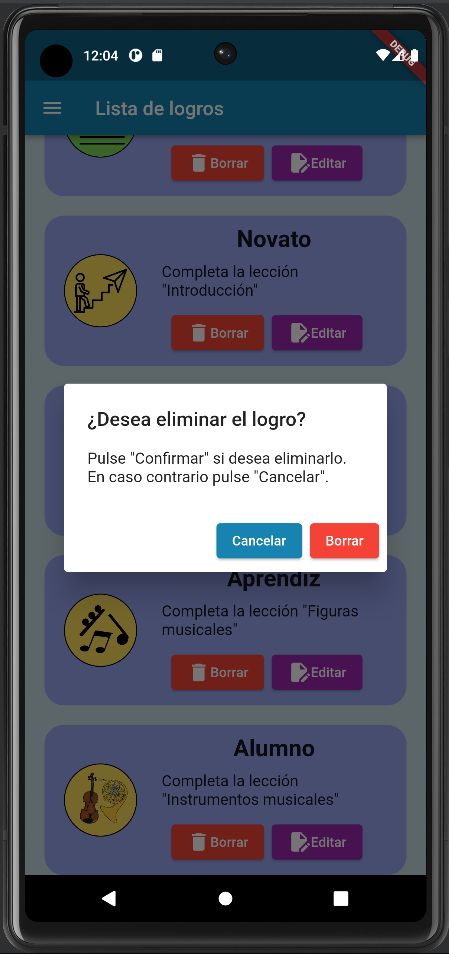 12:04
DEBUG
Lista de logros
Borrar
Editar
Novato
Completa la lección
"Introducción"
Borrar
Editar
¿Desea eliminar el logro?
Pulse "Confirmar" si desea eliminarlo.
En caso contrario pulse "Cancelar".
Cancelar
Borrar
Aprendiz
Completa la lección "Figuras
musicales"
Borrar
Editar
Alumno
Completa la lección
"Instrumentos musicales"
Borrar
Editar